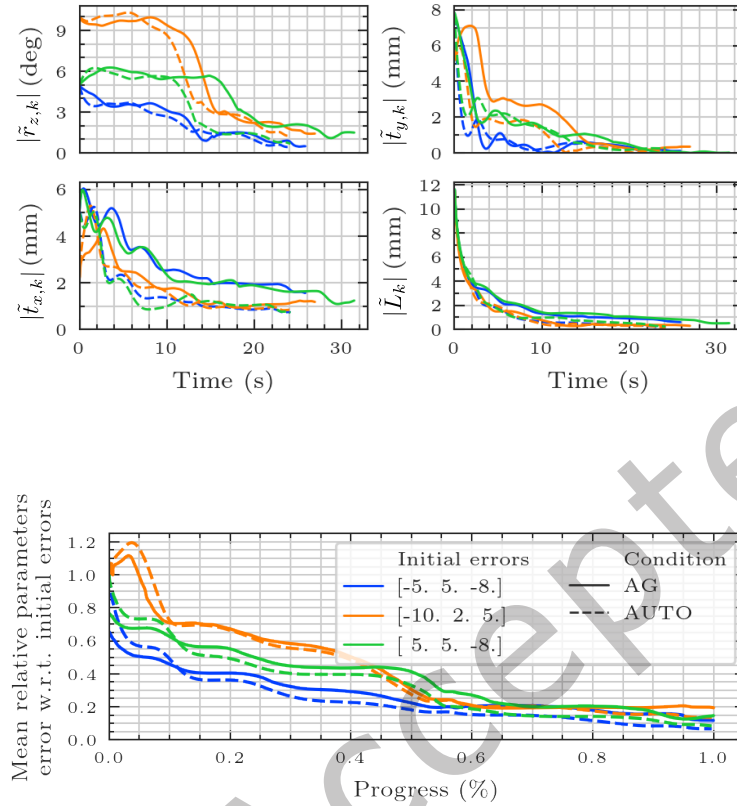 |r̃z,k| (deg)
9
6
3
0
|t̃y,k| (mm)
8
6
4
2
0
|t̃x,k| (mm)
6
4
2
0
0 10 20 30
Time (s)
|L̃k| (mm)
12
10
8
6
4
2
0
0 10 20 30
Time (s)
Mean relative parameters
error w.r.t. initial errors
1.2
1.0
0.8
0.6
0.4
0.2
0.0
Initial errors Condition
[-5. 5. -8.] AG
[-10. 2. 5.] AUTO
[ 5. 5. -8.]
0.0 0.2 0.4 0.6 0.8 1.0
Progress (%)
Accepte